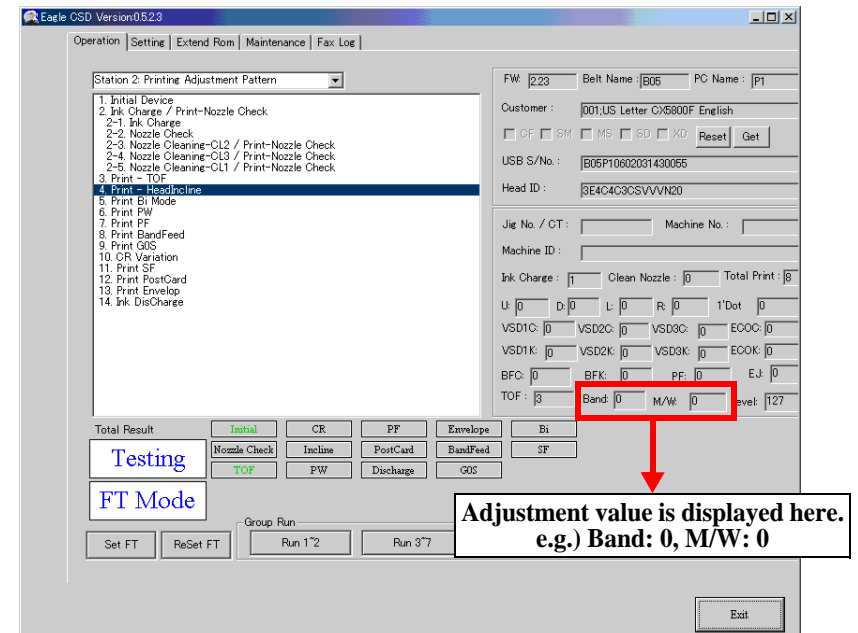 Eagle CSD Version:0.5.2.3
Operation Setting Extend Rom Maintenance Fax Log
Station 2: Printing Adjustment Pattern
1. Initial Device
2. Ink Charge / Print-Nozzle Check
2-1. Ink Charge
2-2. Nozzle Check
2-3. Nozzle Cleaning-CL2 / Print-Nozzle Check
2-4. Nozzle Cleaning-CL3 / Print-Nozzle Check
2-5. Nozzle Cleaning-CL1 / Print-Nozzle Check
3. Print - TOF
4. Print - HeadIncline
5. Print Bi Mode
6. Print PW
7. Print PF
8. Print BandFeed
9. Print G0S
10. CR Variation
11. Print SF
12. Print PostCard
13. Print Envelop
14. Ink DisCharge
FW: 2.23 Belt Name : B05 PC Name : P1
Customer : 001;US Letter CX5800F English
CF SM MS SD XD Reset Get
USB S/No. : B05P10602031430055
Head ID : 3E4C4C3CSVVVN20
Jig No. / CT : Machine No. :
Machine ID :
Ink Charge : 1 Clean Nozzle : 0 Total Print : 8
U: 0 D: 0 L: 0 R: 0 1'Dot 0
VSD1C: 0 VSD2C: 0 VSD3C: 0 ECOC: 0
VSD1K: 0 VSD2K: 0 VSD3K: 0 ECOK: 0
BFC: 0 BFK: 0 PF: 0 EJ: 0
TOF : 3 Band: 0 M/W: 0 evel: 127
Total Result
Initial CR PF Envelope Bi
Testing
Nozzle Check Incline PostCard BandFeed SF
TOF PW Discharge G0S
FT Mode
Adjustment value is displayed here.
e.g.) Band: 0, M/W: 0
Group Run
Set FT ReSet FT Run 1~2 Run 3~7
Exit